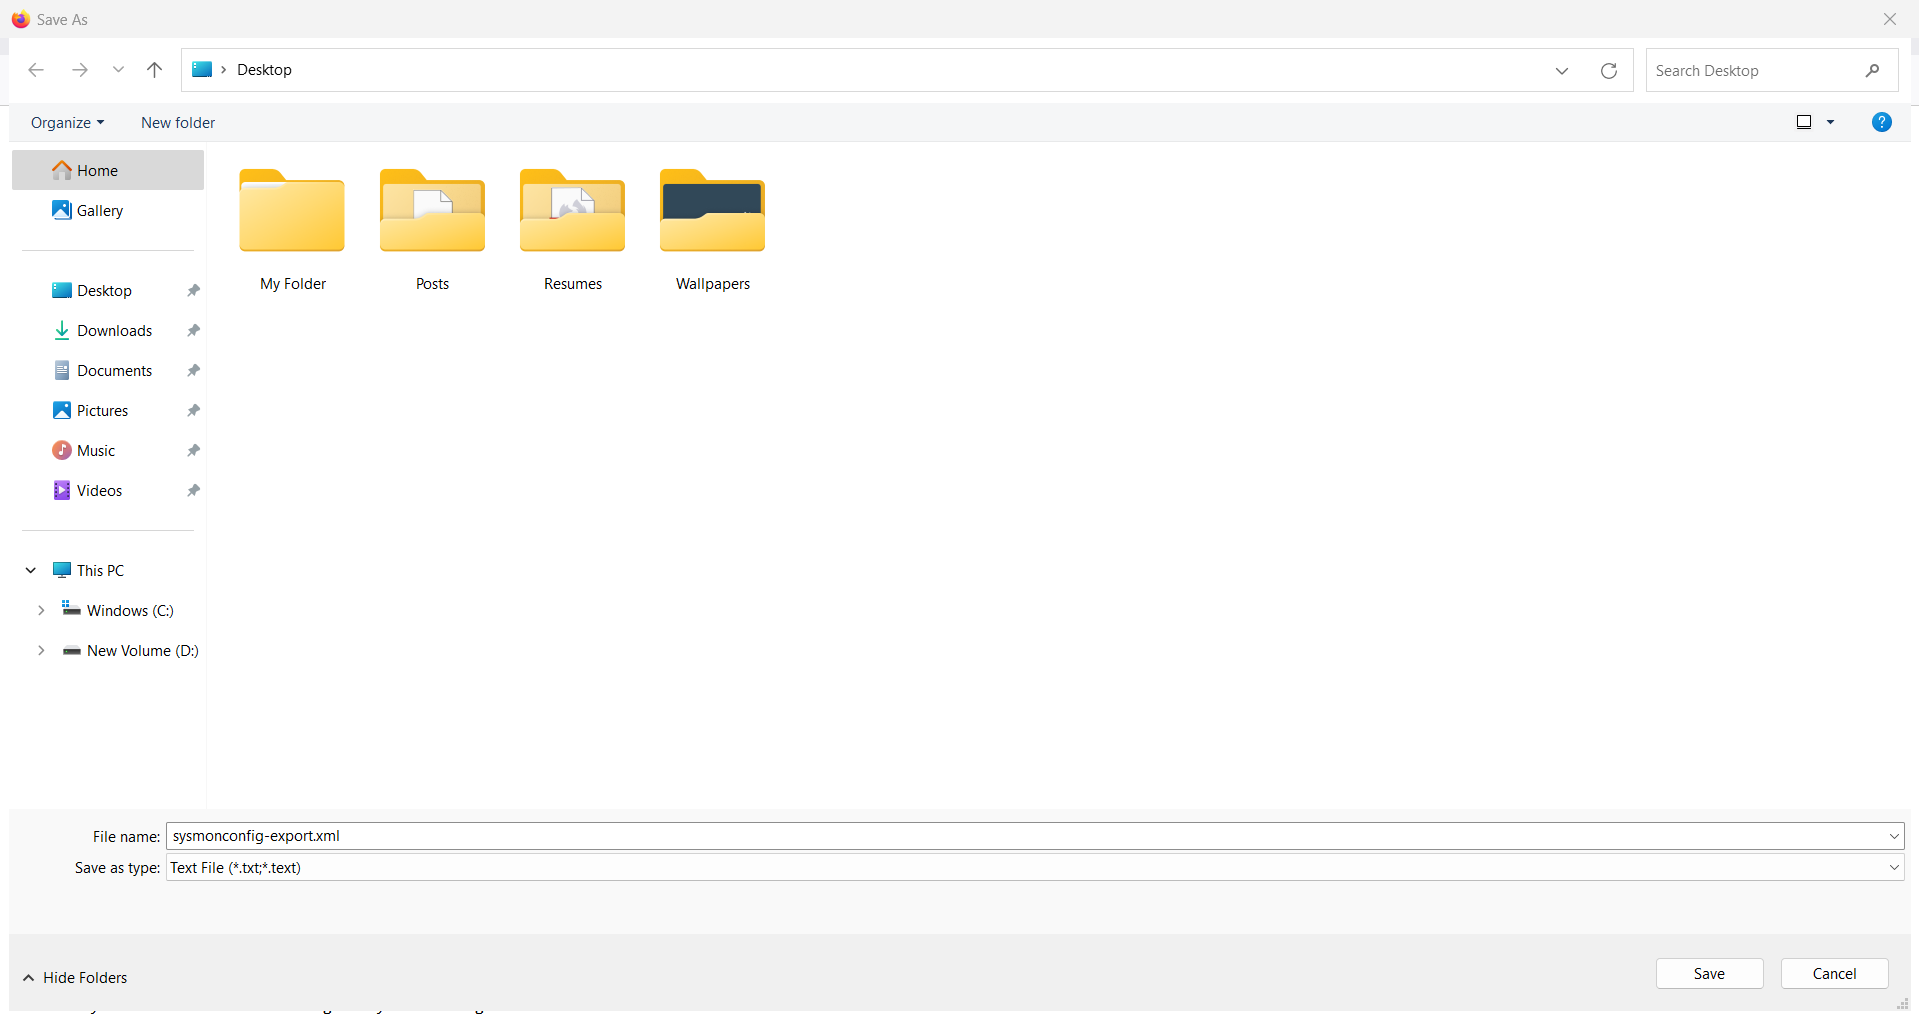 Save As
Desktop
Search Desktop
Organize
New folder
Home
Gallery
Desktop
Downloads
Documents
Pictures
Music
Videos
This PC
Windows (C:)
New Volume (D:)
My Folder
Posts
Resumes
Wallpapers
File name: sysmonconfig-export.xml
Save as type: Text File (*.txt;*.text)
Hide Folders
Save
Cancel